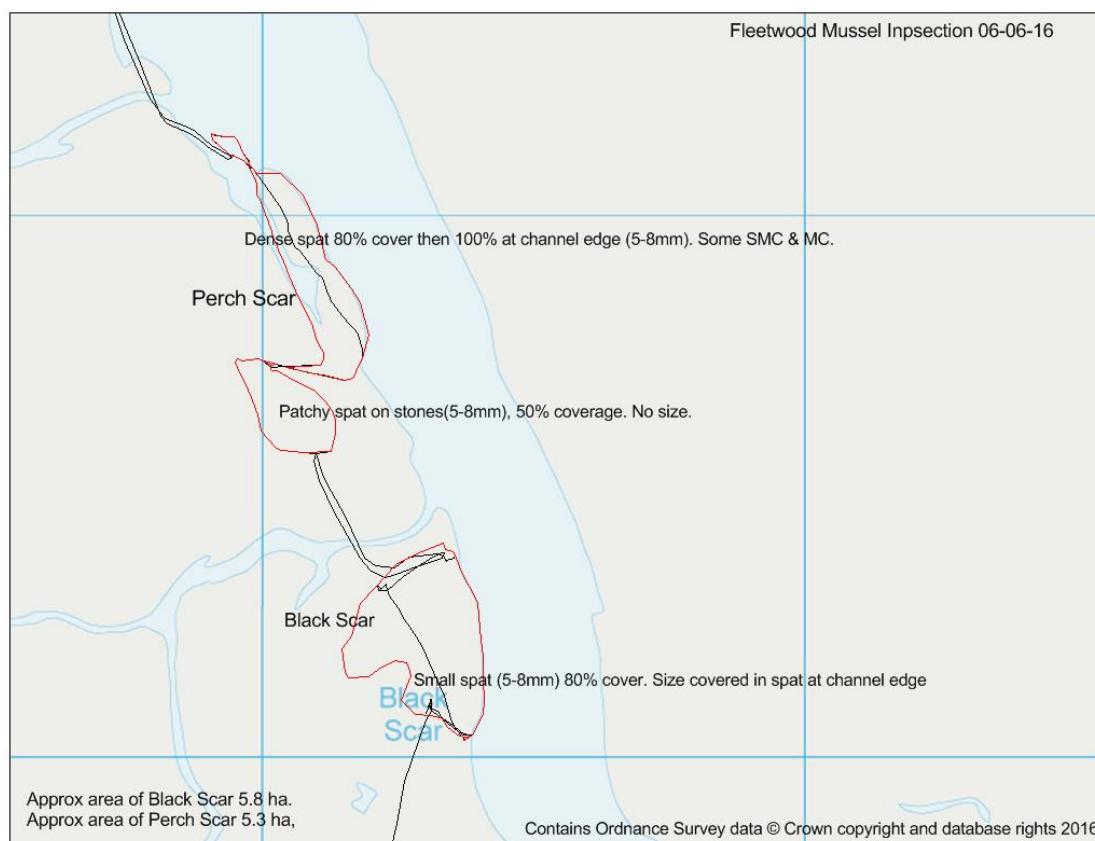 Fleetwood Mussel Inpsection 06-06-16
Dense spat 80% cover then 100% at channel edge (5-8mm). Some SMC & MC.
Perch Scar
Patchy spat on stones(5-8mm), 50% coverage. No size.
Black Scar
Small spat (5-8mm) 80% cover. Size covered in spat at channel edge
Black
Scar
Approx area of Black Scar 5.8 ha.
Approx area of Perch Scar 5.3 ha,
Contains Ordnance Survey data © Crown copyright and database rights 2016